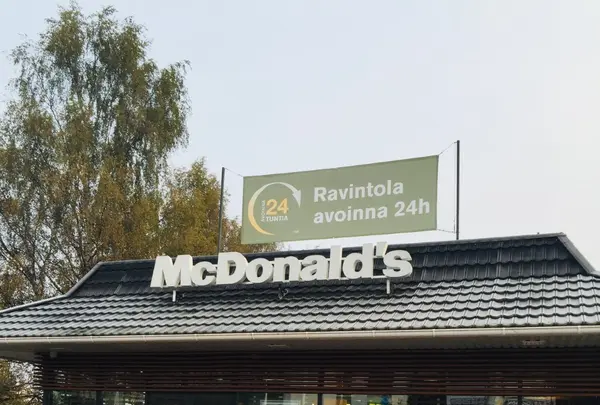 24
TUNTIA
Ravintola
avoinna 24h
McDonald's